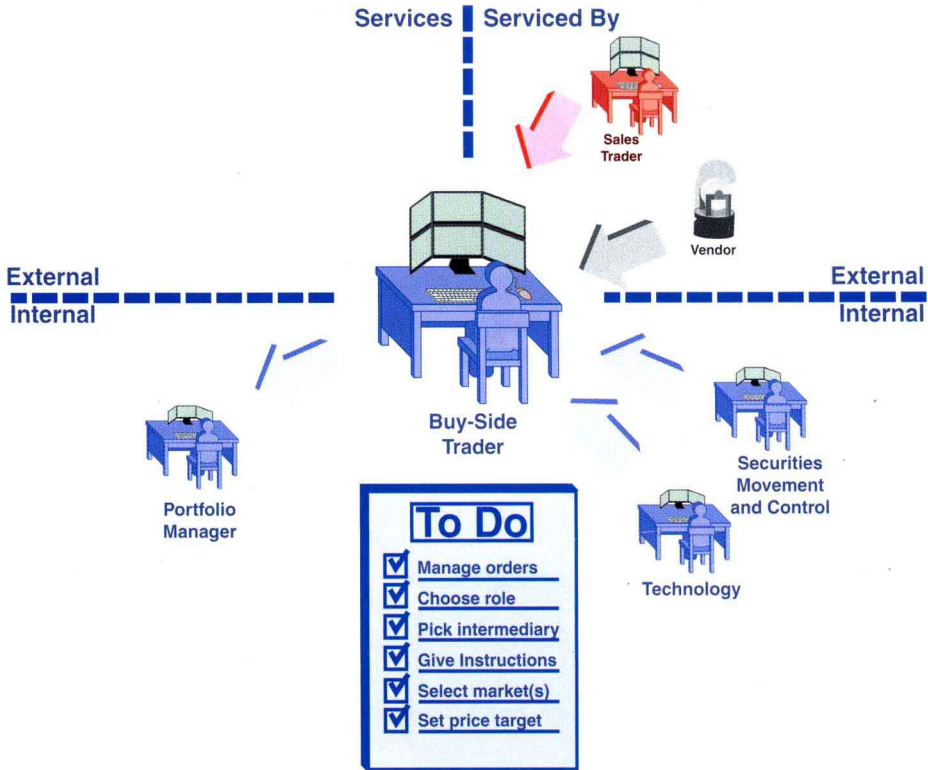 Services Serviced By
Sales
Trader
Vendor
External
Internal
External
Internal
Buy-Side
Trader
Portfolio
Manager
Securities
Movement
and Control
Technology
To Do
Manage orders
Choose role
Pick intermediary
Give Instructions
Select market(s)
Set price target